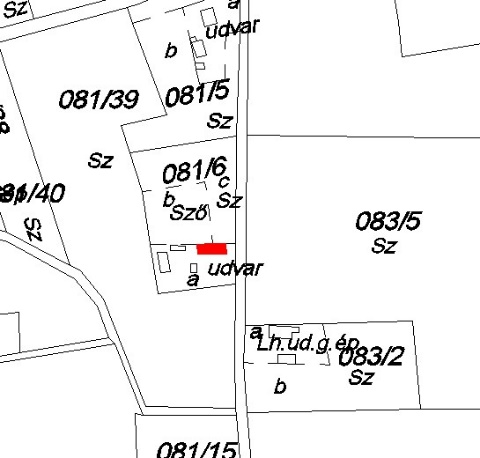 Sz
a
udvar
b
081/39
081/5
Sz
Sz
081/6
c
b
Sz
Sző
/40
Sz
083/5
Sz
udvar
a
a
Lh.ud.g.ép.
083/2
Sz
b
081/15